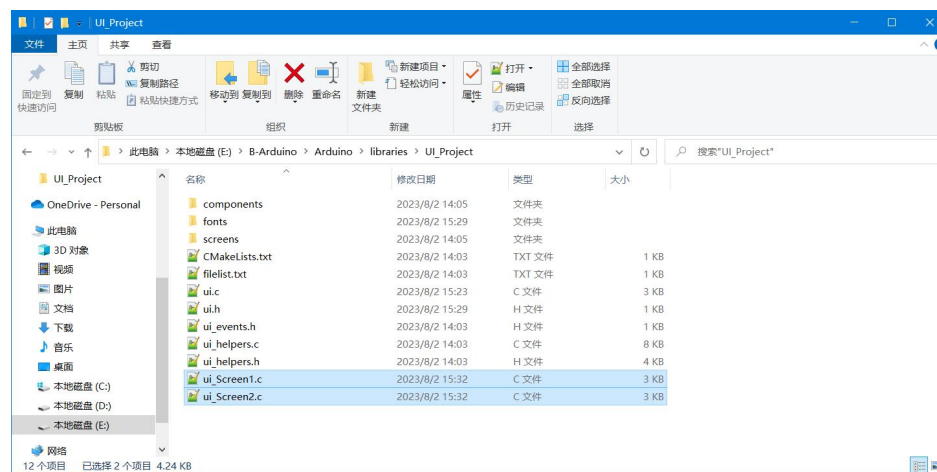 UI_Project
文件 主页 共享 查看
固定到快速访问 复制 粘贴 剪切 复制路径 粘贴快捷方式 移动到 复制到 删除 重命名 新建文件夹 新建项目 轻松访问 属性 打开 编辑 历史记录 全部选择 全部取消 反向选择
剪贴板 组织 新建 打开 选择
此电脑 > 本地磁盘 (E:) > B-Arduino > Arduino > libraries > UI_Project 搜索"UI_Project"
UI_Project 名称 修改日期 类型 大小
OneDrive - Personal
此电脑
3D 对象
视频
图片
文档
下载
音乐
桌面
本地磁盘 (C:)
本地磁盘 (D:)
本地磁盘 (E:)
网络
components 2023/8/2 14:05 文件夹
fonts 2023/8/2 15:29 文件夹
screens 2023/8/2 14:05 文件夹
CMakeLists.txt 2023/8/2 14:03 TXT 文件 1 KB
filelist.txt 2023/8/2 14:03 TXT 文件 1 KB
ui.c 2023/8/2 15:23 C 文件 3 KB
ui.h 2023/8/2 15:29 H 文件 1 KB
ui_events.h 2023/8/2 14:03 H 文件 1 KB
ui_helpers.c 2023/8/2 14:03 C 文件 8 KB
ui_helpers.h 2023/8/2 14:03 H 文件 4 KB
ui_Screen1.c 2023/8/2 15:32 C 文件 3 KB
ui_Screen2.c 2023/8/2 15:32 C 文件 3 KB
12 个项目 已选择 2 个项目 4.24 KB